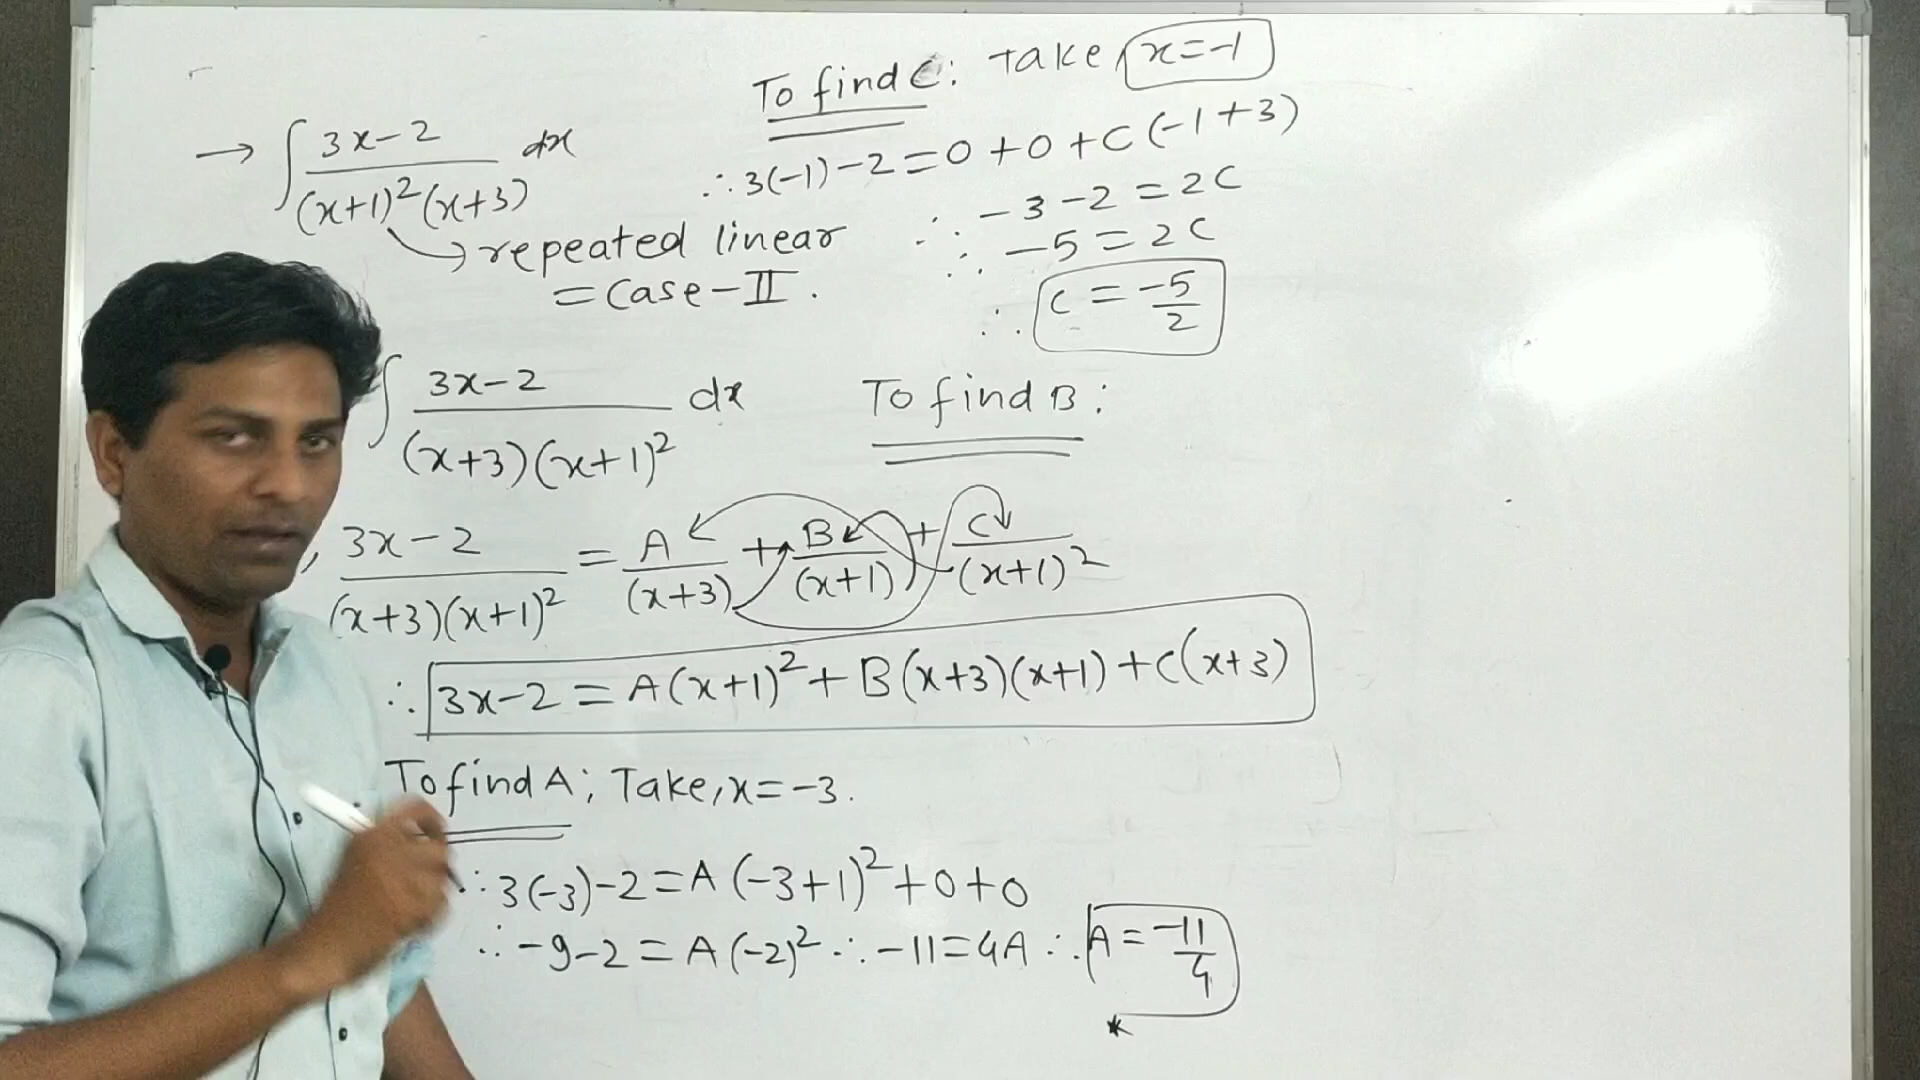 → ∫ 3x-2 / (x+1)²(x+3) dx
repeated linear
= Case-II.
∫ 3x-2 / (x+3)(x+1)² dx
3x-2 / (x+3)(x+1)² = A / (x+3) + B / (x+1) + C / (x+1)²
∴ 3x-2 = A(x+1)² + B(x+3)(x+1) + C(x+3)
To find A; Take, x = -3.
∴ 3(-3)-2 = A(-3+1)² + 0 + 0
∴ -9-2 = A(-2)² ∴ -11 = 4A ∴ A = -11/4
*
To find C: Take, x=-1
∴ 3(-1)-2 = 0 + 0 + C(-1+3)
∴ -3-2 = 2C
∴ -5 = 2C
∴ C = -5/2
To find B: